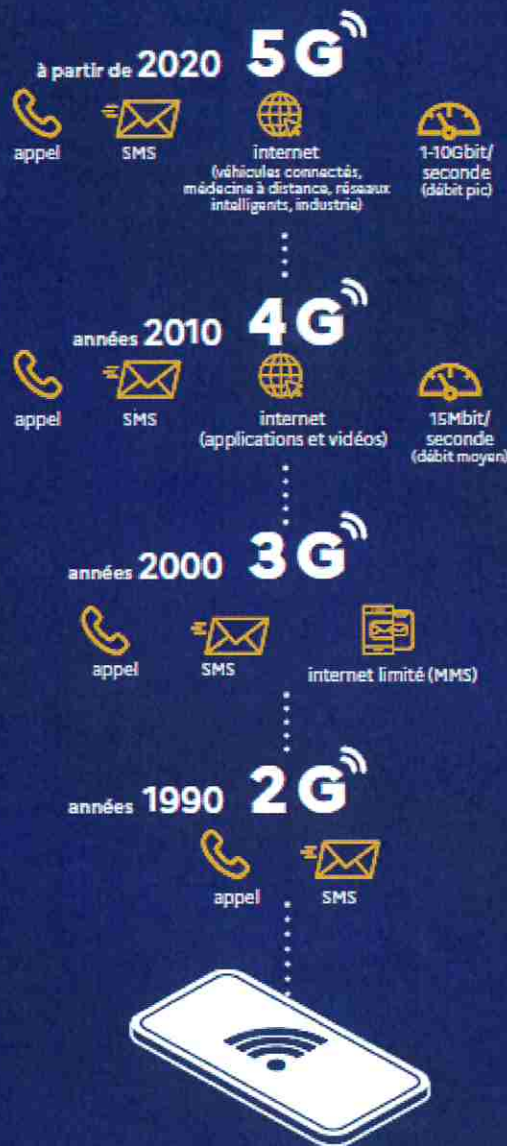 à partir de 2020 5G
appel
SMS
internet
(véhicules connectés,
médecine à distance, réseaux
intelligents, industrie)
1-10Gbit/
seconde
(débit pic)
années 2010 4G
appel
SMS
internet
(applications et vidéos)
15Mbit/
seconde
(débit moyen)
années 2000 3G
appel
SMS
internet limité (MMS)
années 1990 2G
appel
SMS